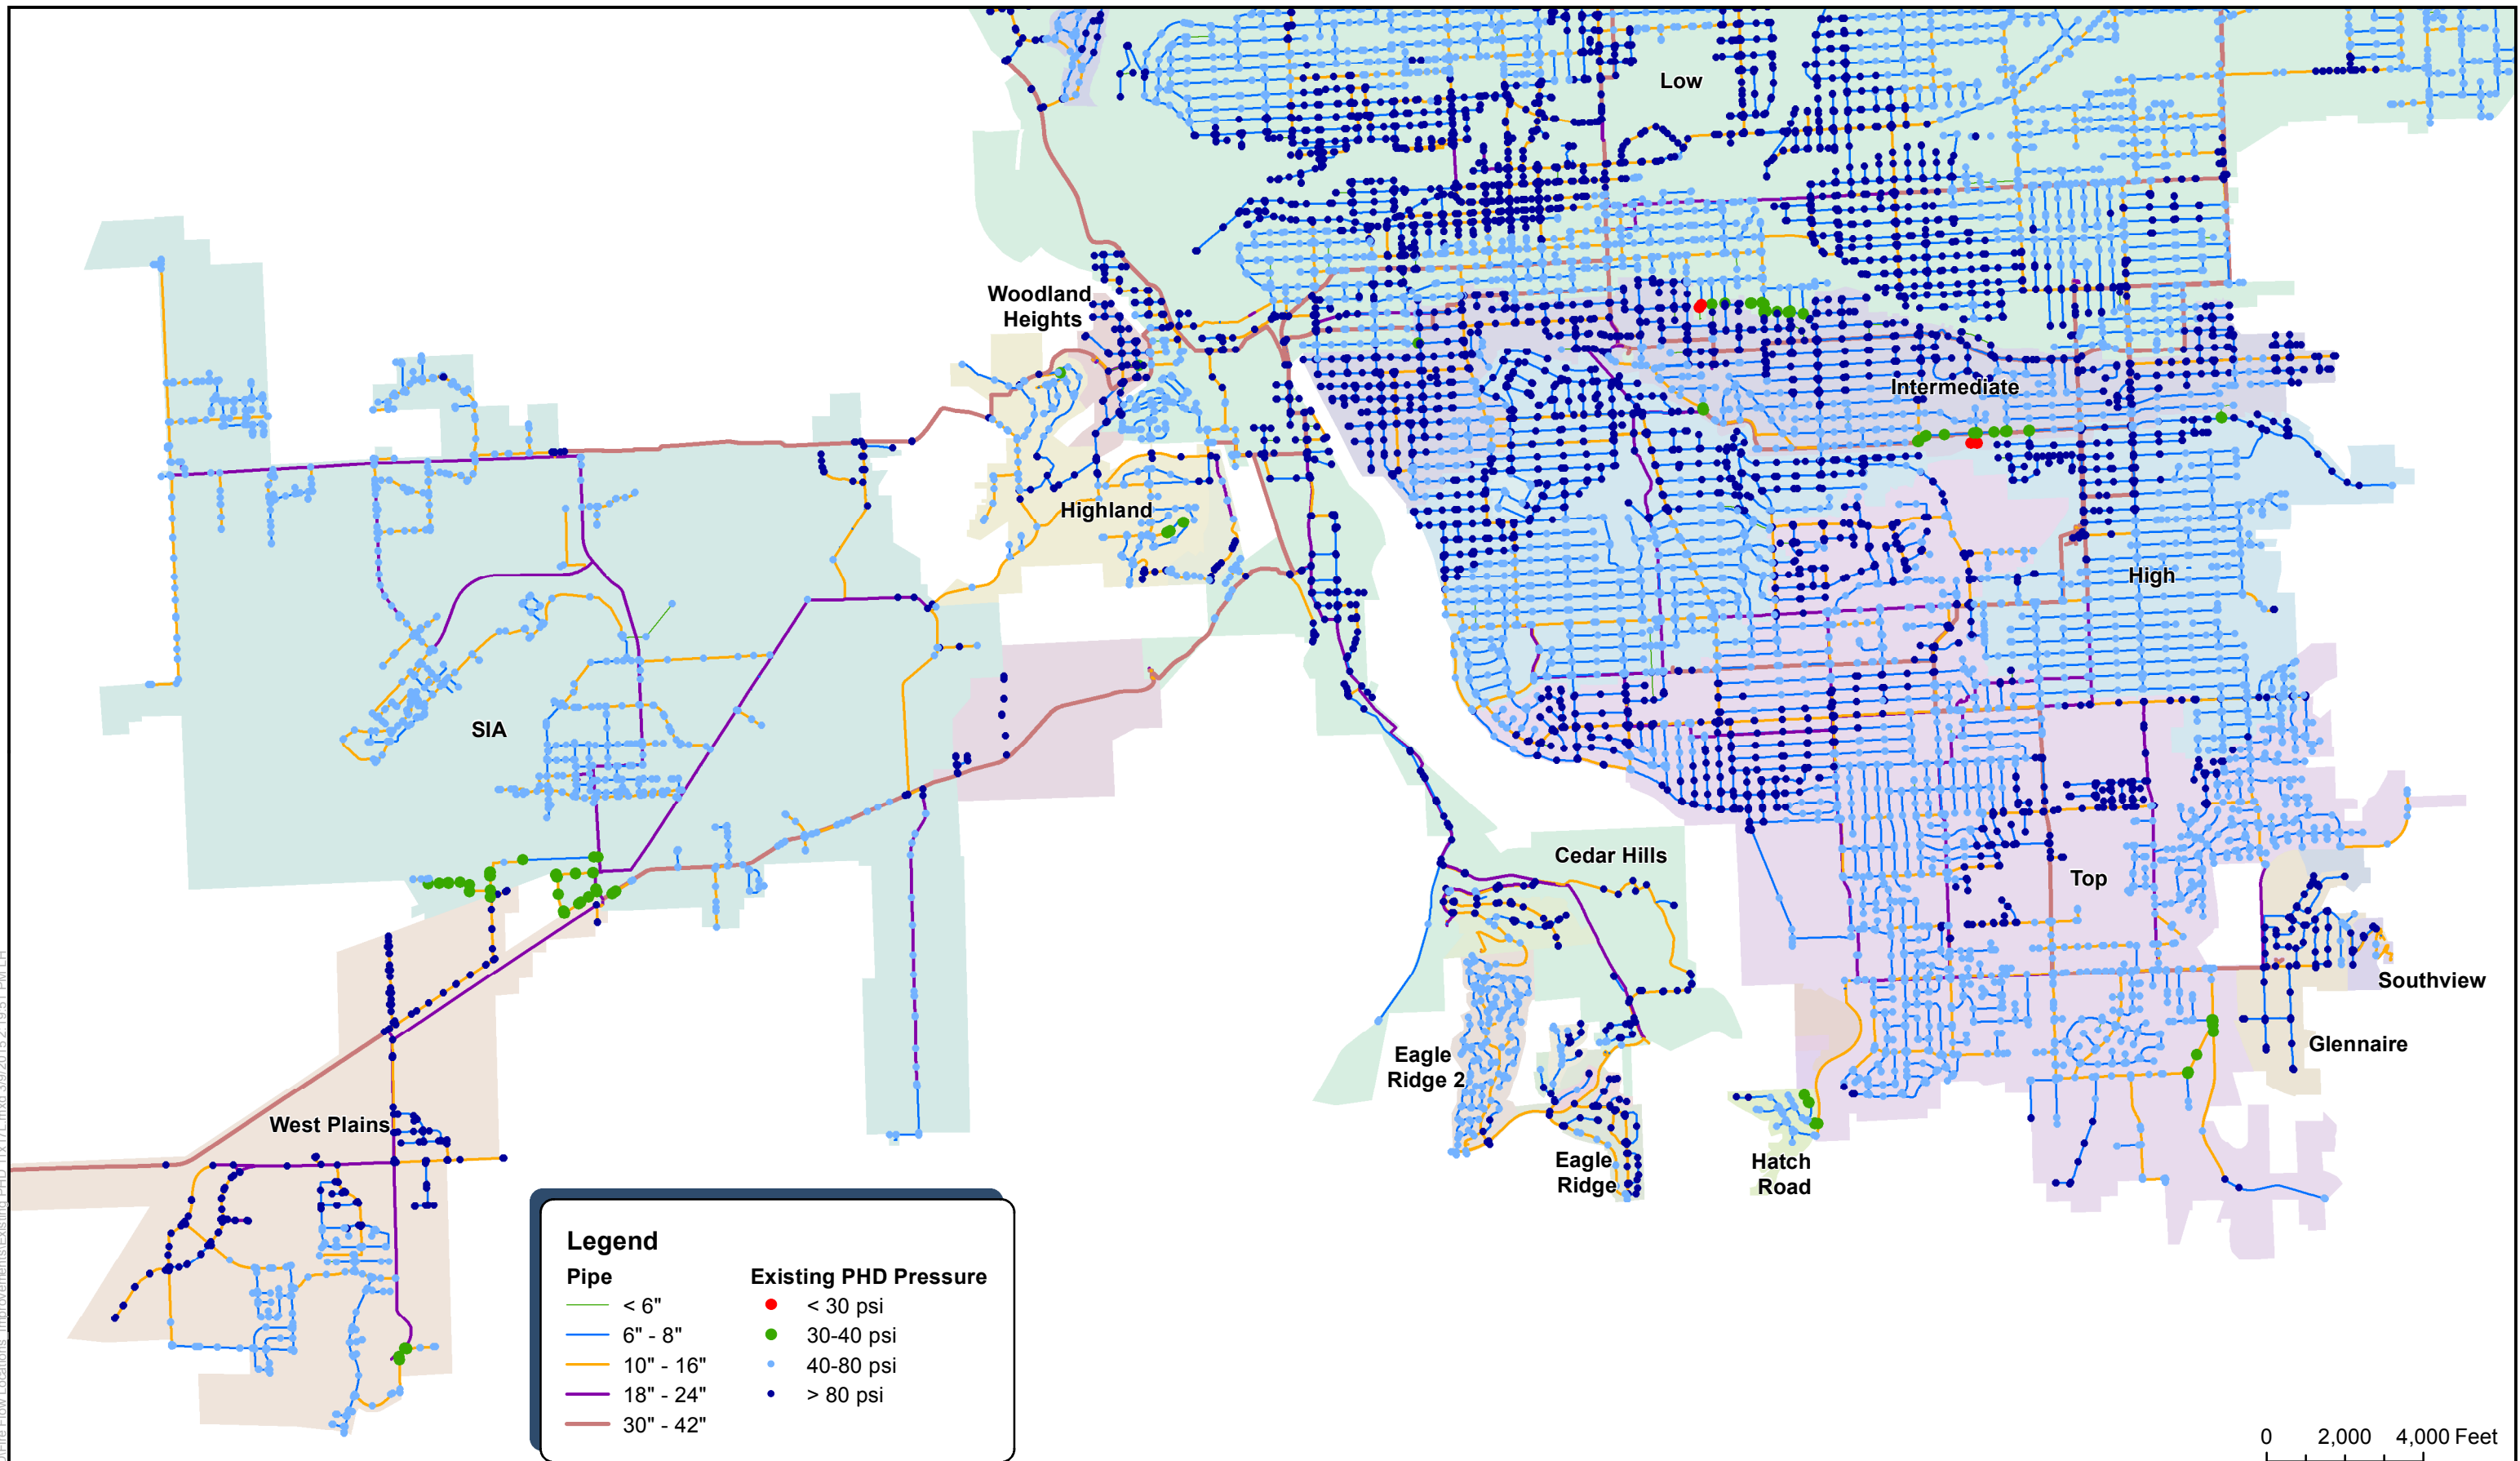 Low
Woodland
Heights
Intermediate
Highland
High
SIA
Cedar Hills
Top
Southview
Eagle
Ridge 2
Glennaire
West Plains
Eagle
Ridge
Hatch
Road
Legend
Pipe
Existing PHD Pressure
< 6"
< 30 psi
6" - 8"
30-40 psi
10" - 16"
40-80 psi
18" - 24"
> 80 psi
30" - 42"
0 2,000 4,000 Feet